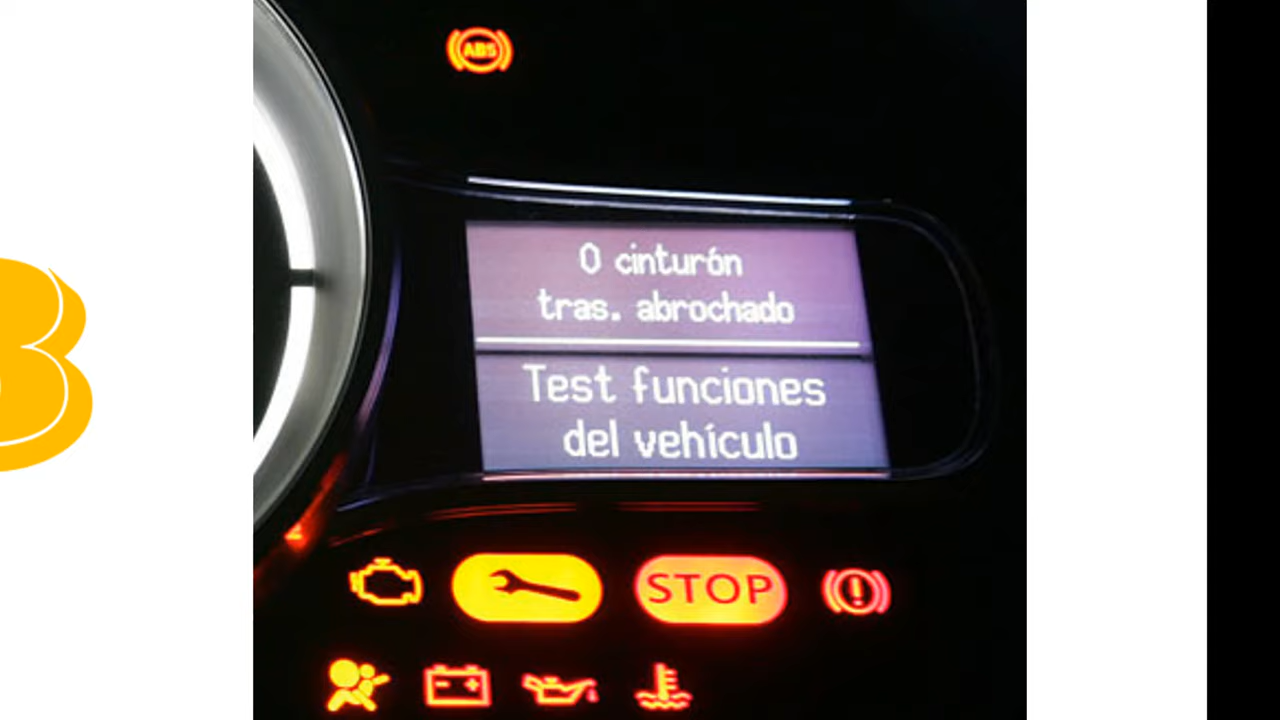 ABS
0 cinturón
tras. abrochado
Test funciones
del vehículo
STOP